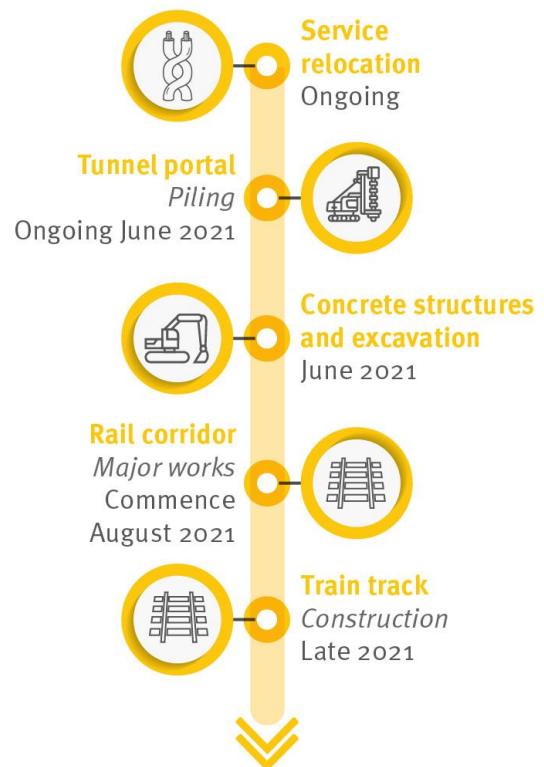 Service
relocation
Ongoing
Tunnel portal
Piling
Ongoing June 2021
Concrete structures
and excavation
June 2021
Rail corridor
Major works
Commence
August 2021
Train track
Construction
Late 2021